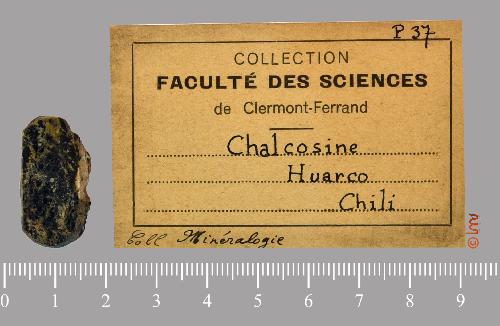 P 37
COLLECTION
FACULTÉ DES SCIENCES
de Clermont-Ferrand
Chalcosine
Huarco
Chili
Coll Minéralogie
0 1 2 3 4 5 6 7 8 9